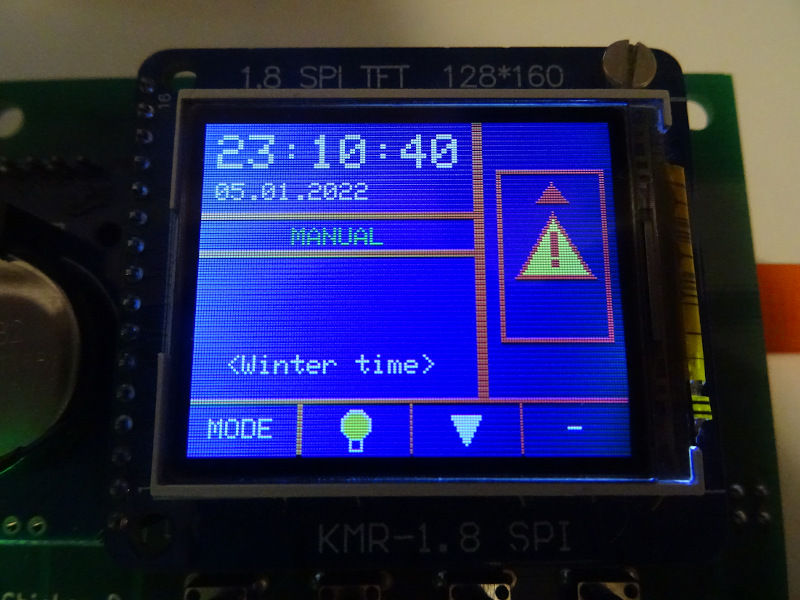 1.8 SPI TFT 128*160
16
23:10:40
05.01.2022
MANUAL
!
<Winter time>
MODE
-
KMR-1.8 SPI